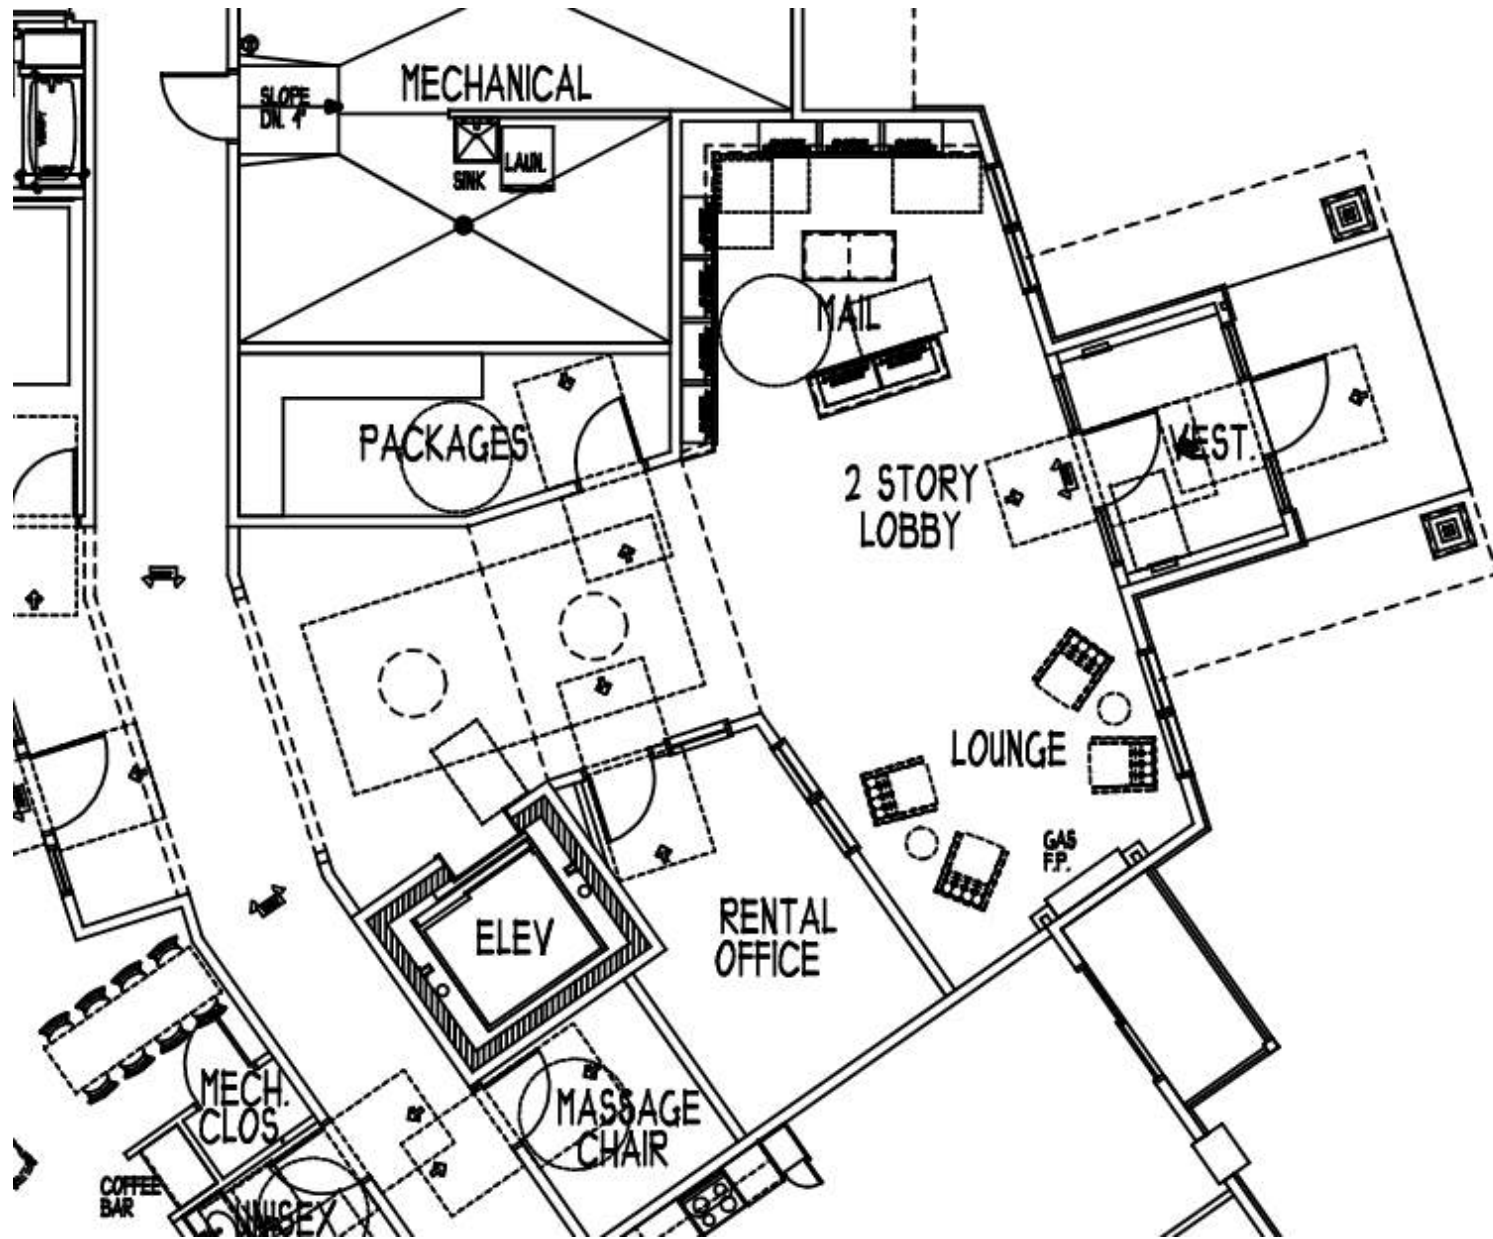 MECHANICAL
SLOPE
DN. 4"
SINK
LAUN.
MAIL
PACKAGES
VEST.
2 STORY
LOBBY
LOUNGE
GAS
F.P.
RENTAL
OFFICE
ELEV
MECH.
CLOS.
MASSAGE
CHAIR
COFFEE
BAR
UNISEX